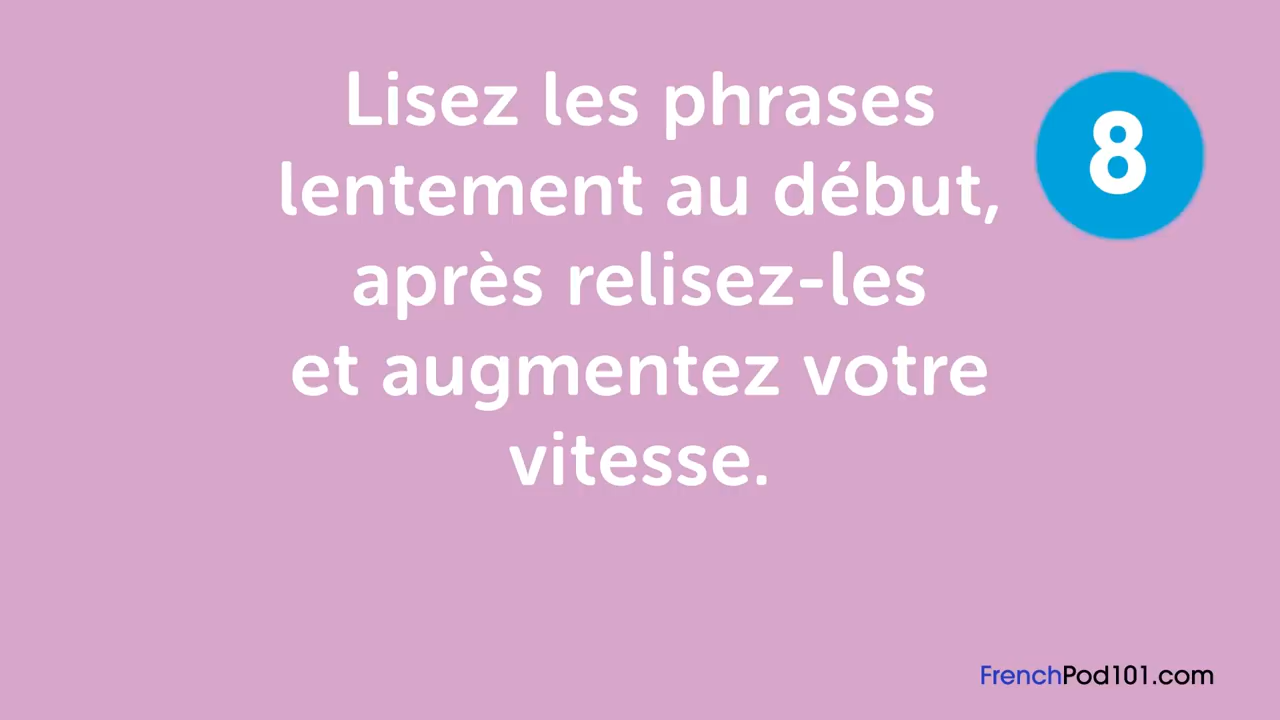 Lisez les phrases
lentement au début,
après relisez-les
et augmentez votre
vitesse.
8
FrenchPod101.com